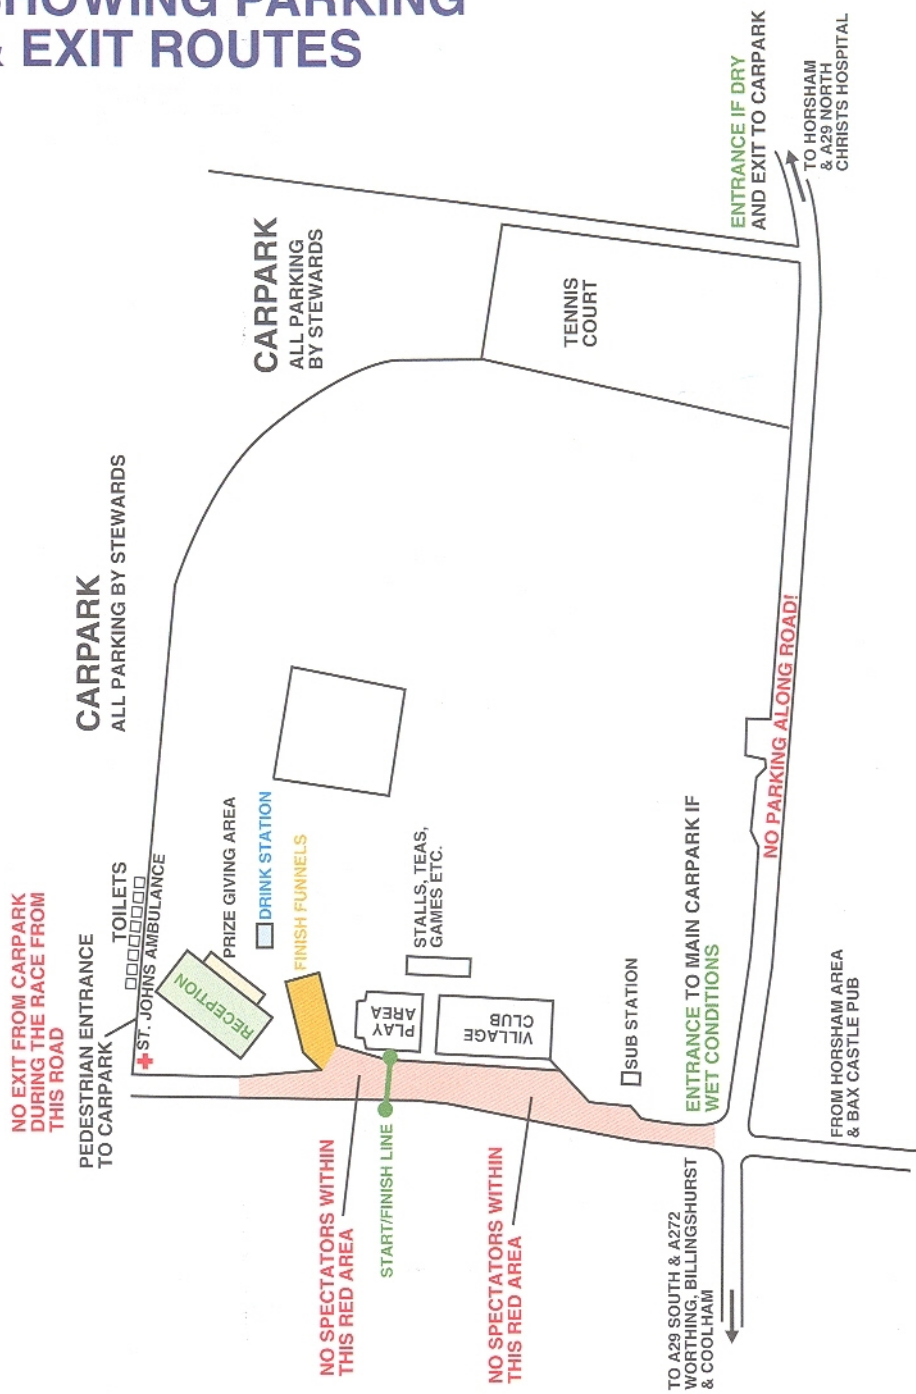 SHOWING PARKING
& EXIT ROUTES
NO EXIT FROM CARPARK
DURING THE RACE FROM
THIS ROAD
PEDESTRIAN ENTRANCE
TO CARPARK
TOILETS
ST. JOHNS AMBULANCE
CARPARK
ALL PARKING BY STEWARDS
CARPARK
ALL PARKING
BY STEWARDS
RECEPTION
PRIZE GIVING AREA
DRINK STATION
FINISH FUNNELS
NO SPECTATORS WITHIN
THIS RED AREA
START/FINISH LINE
PLAY
AREA
STALLS, TEAS,
GAMES ETC.
VILLAGE
CLUB
NO SPECTATORS WITHIN
THIS RED AREA
SUB STATION
TENNIS
COURT
ENTRANCE TO MAIN CARPARK IF
WET CONDITIONS
NO PARKING ALONG ROAD!
ENTRANCE IF DRY
AND EXIT TO CARPARK
TO HORSHAM
& A29 NORTH
CHRISTS HOSPITAL
TO A29 SOUTH & A272
WORTHING, BILLINGSHURST
& COOLHAM
FROM HORSHAM AREA
& BAX CASTLE PUB